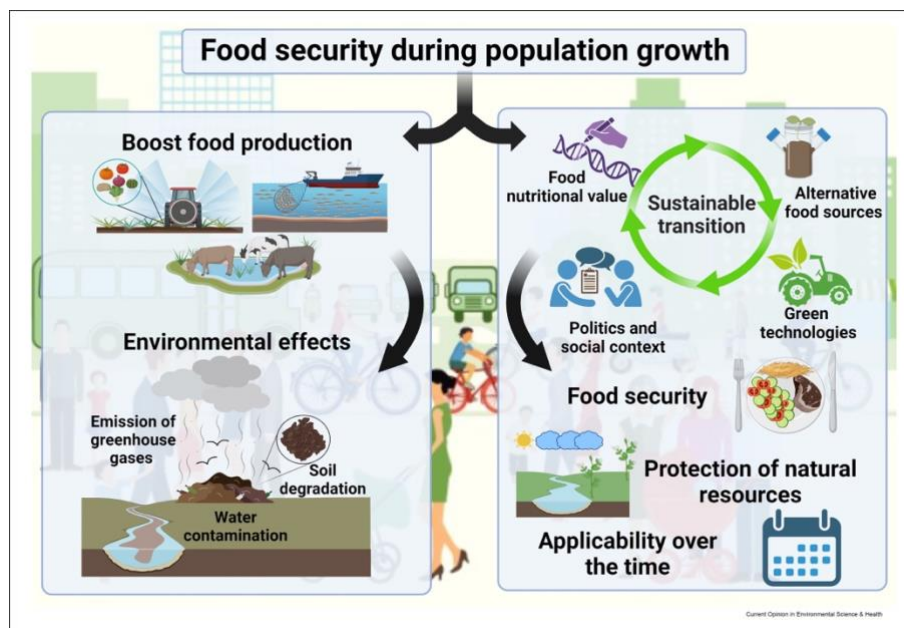 Food security during population growth
Boost food production
Environmental effects
Emission of
greenhouse
gases
Soil
degradation
Water
contamination
Food
nutritional value
Sustainable
transition
Alternative
food sources
Politics and
social context
Green
technologies
Food security
Protection of natural
resources
Applicability over
the time
Current Opinion in Environmental Science & Health